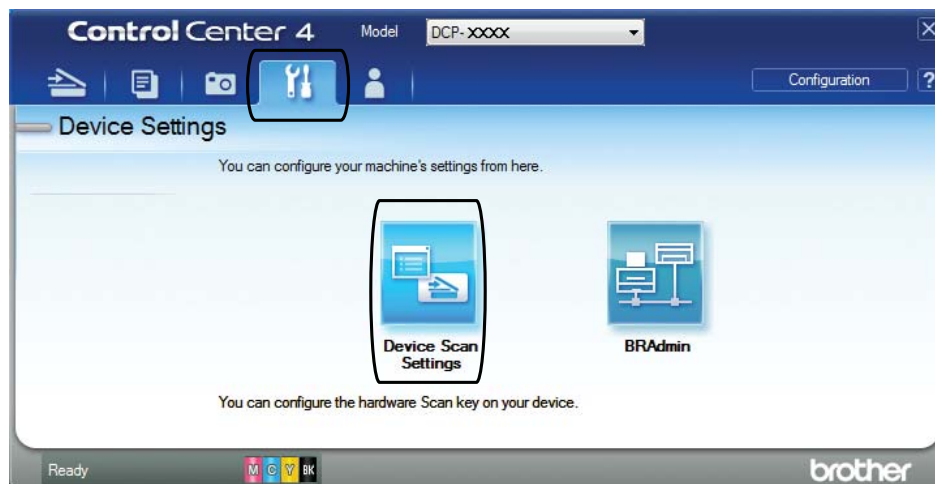 Control Center 4
Model
DCP-XXXX
Configuration
?
Device Settings
You can configure your machine's settings from here.
Device Scan
Settings
BRAdmin
You can configure the hardware Scan key on your device.
Ready
M C Y BK
brother